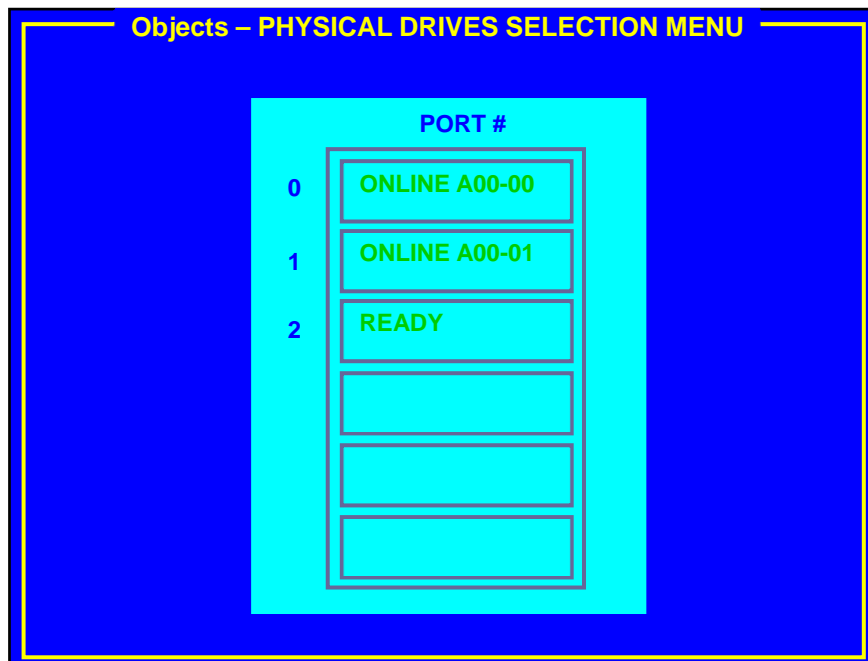 Objects – PHYSICAL DRIVES SELECTION MENU
PORT #
0 ONLINE A00-00
1 ONLINE A00-01
2 READY